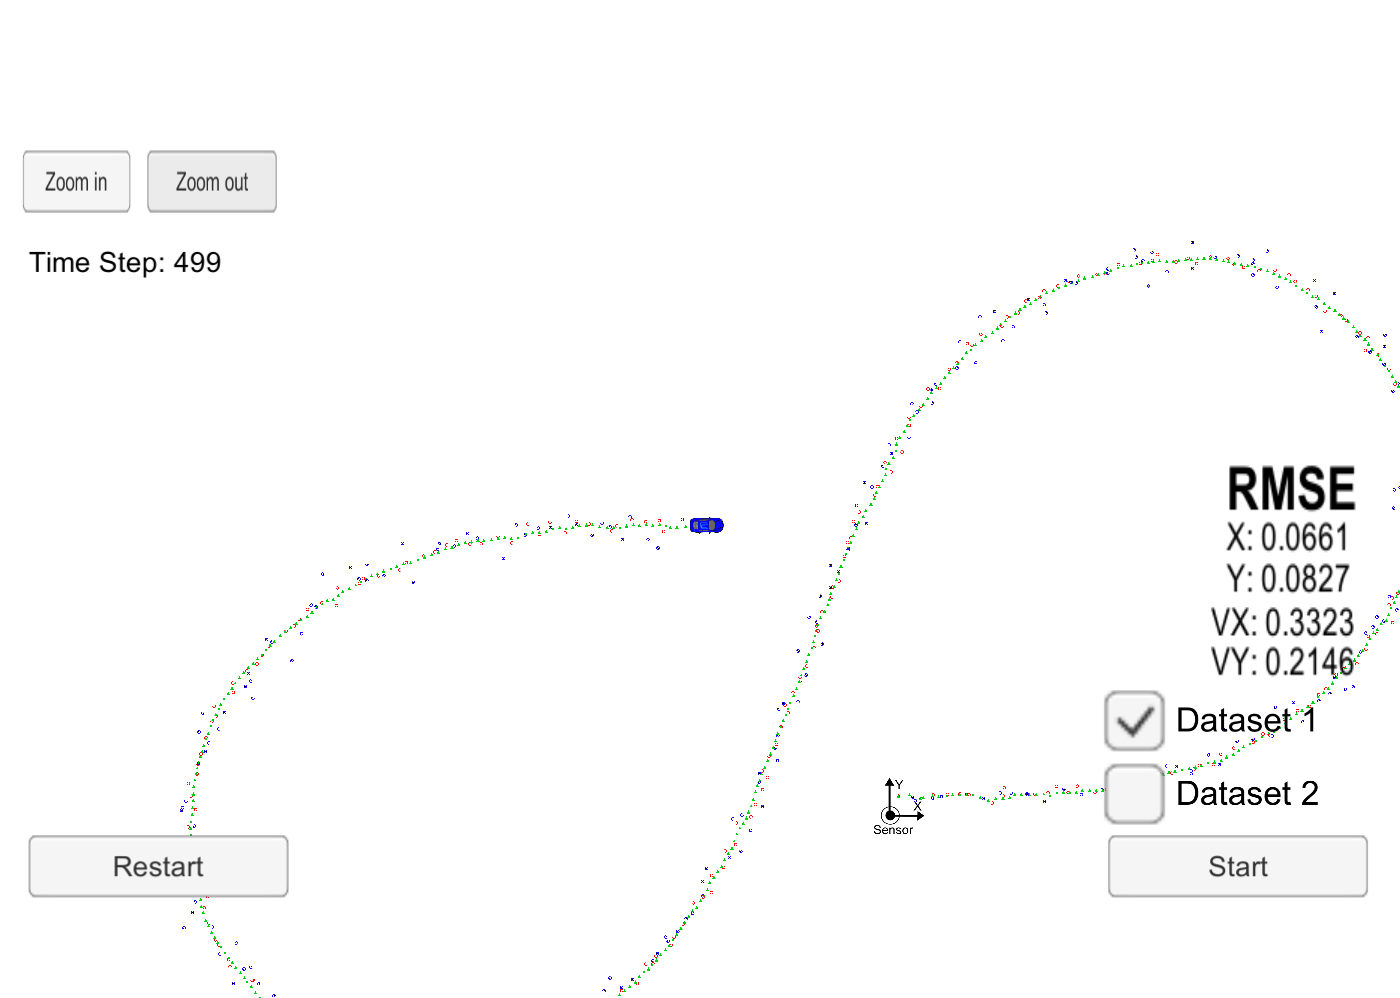 Zoom in Zoom out
Time Step: 499
RMSE
X: 0.0661
Y: 0.0827
VX: 0.3323
VY: 0.2146
Dataset 1
Y
X
Sensor
Dataset 2
Restart
Start